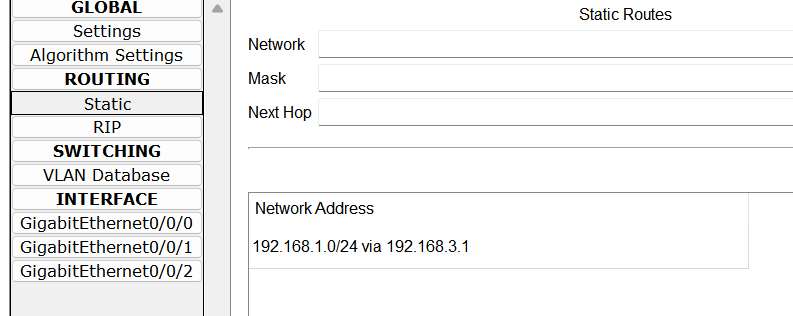 GLOBAL
Settings
Algorithm Settings
ROUTING
Static
RIP
SWITCHING
VLAN Database
INTERFACE
GigabitEthernet0/0/0
GigabitEthernet0/0/1
GigabitEthernet0/0/2
Static Routes
Network
Mask
Next Hop
Network Address
192.168.1.0/24 via 192.168.3.1